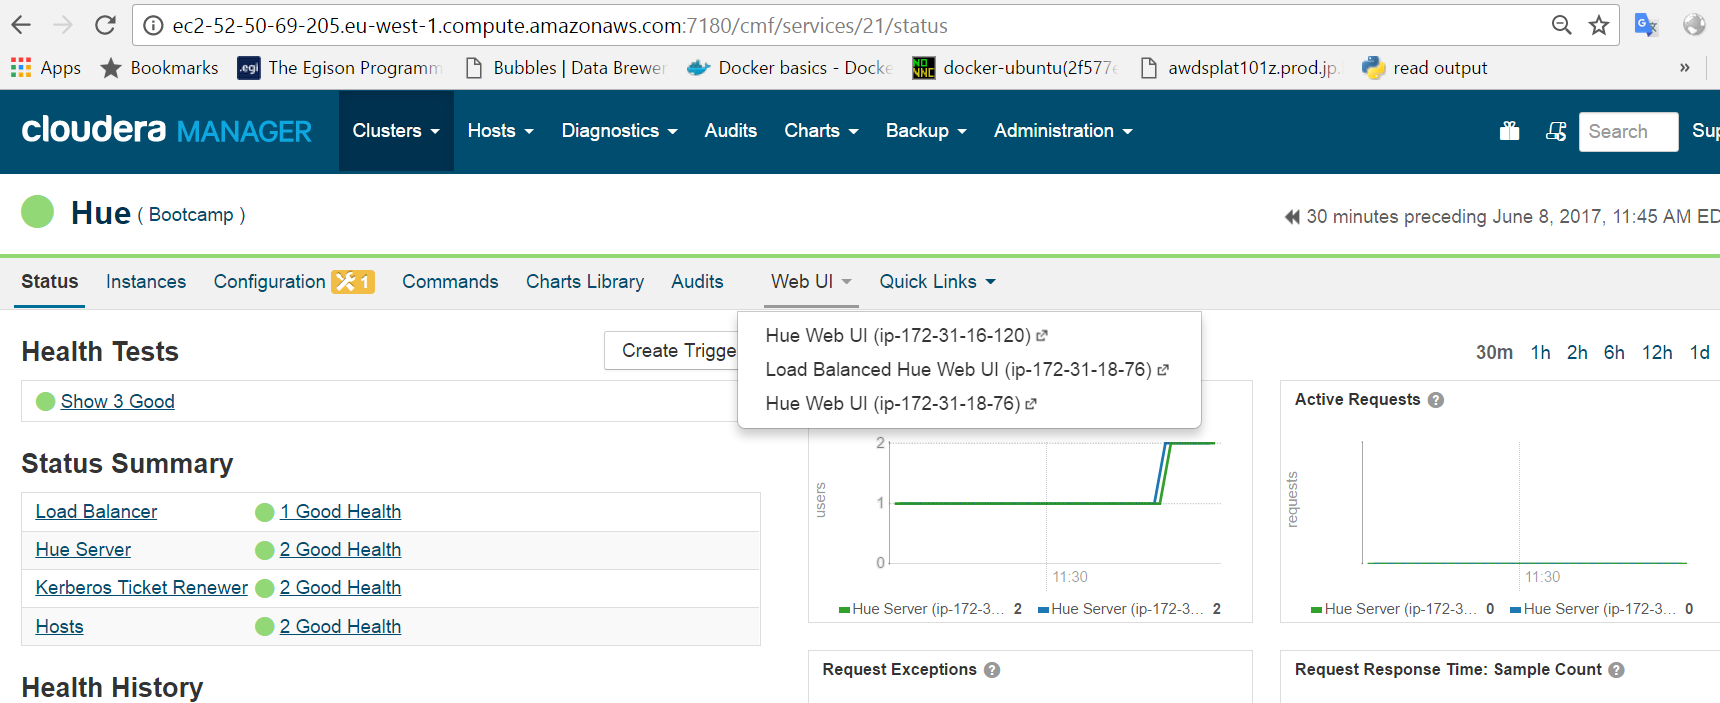 ec2-52-50-69-205.eu-west-1.compute.amazonaws.com:7180/cmf/services/21/status
Apps Bookmarks .egi The Egison Programm Bubbles | Data Brewer Docker basics - Docke NO VNC docker-ubuntu(2f577e awdsplat101z.prod.jp. read output »
cloudera MANAGER Clusters Hosts Diagnostics Audits Charts Backup Administration Search Sup
Hue ( Bootcamp )
30 minutes preceding June 8, 2017, 11:45 AM ED
Status Instances Configuration 1 Commands Charts Library Audits Web UI Quick Links
Hue Web UI (ip-172-31-16-120)
Load Balanced Hue Web UI (ip-172-31-18-76)
Hue Web UI (ip-172-31-18-76)
Health Tests
Create Trigge
30m 1h 2h 6h 12h 1d
Show 3 Good
Status Summary
Load Balancer 1 Good Health
Hue Server 2 Good Health
Kerberos Ticket Renewer 2 Good Health
Hosts 2 Good Health
Health History
users
2
1
0
11:30
Hue Server (ip-172-3... 2 Hue Server (ip-172-3... 2
Active Requests ?
requests
11:30
Hue Server (ip-172-3... 0 Hue Server (ip-172-3... 0
Request Exceptions ?
Request Response Time: Sample Count ?